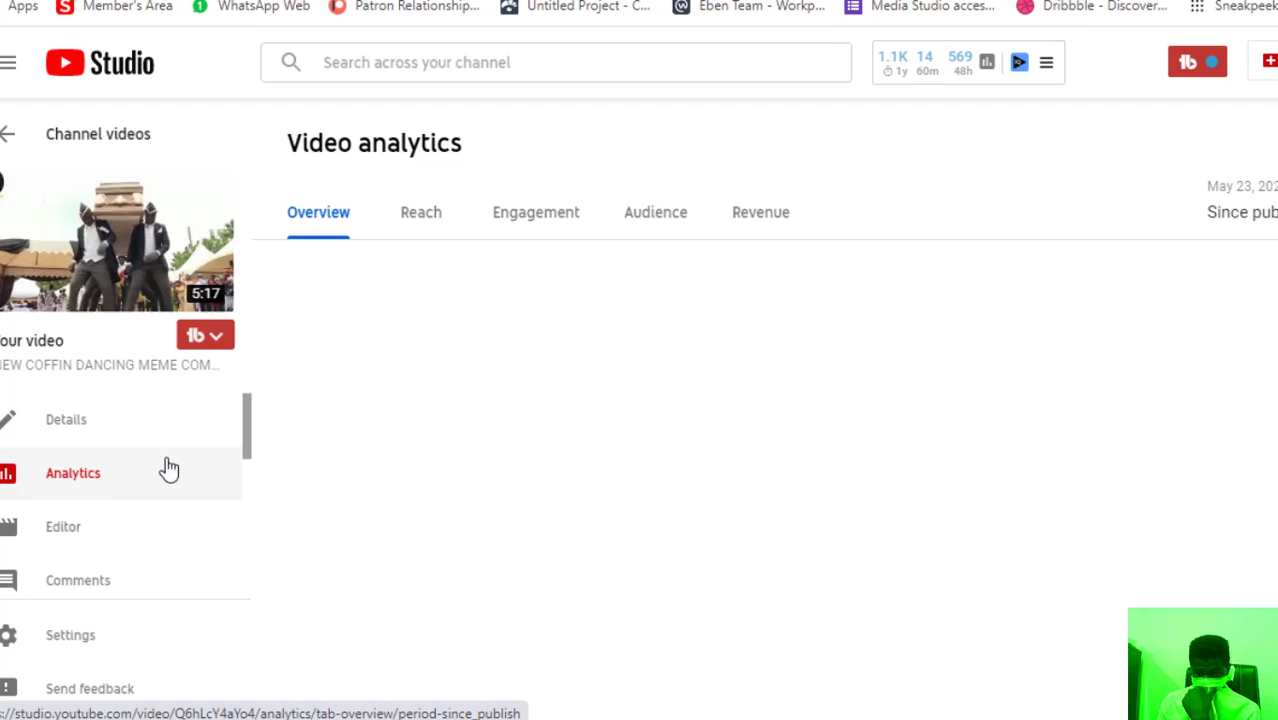 Apps Member's Area WhatsApp Web Patron Relationship... Untitled Project - C... Eben Team - Workp... Media Studio acces... Dribbble - Discover... Sneakpeek
Studio Search across your channel 1.1K 14 569 1b
1y 60m 48h
Channel videos
Video analytics
May 23, 202
Overview Reach Engagement Audience Revenue Since pub
5:17
our video 1b
NEW COFFIN DANCING MEME COM...
Details
Analytics
Editor
Comments
Settings
Send feedback
s://studio.youtube.com/video/Q6hLcY4aYo4/analytics/tab-overview/period-since_publish